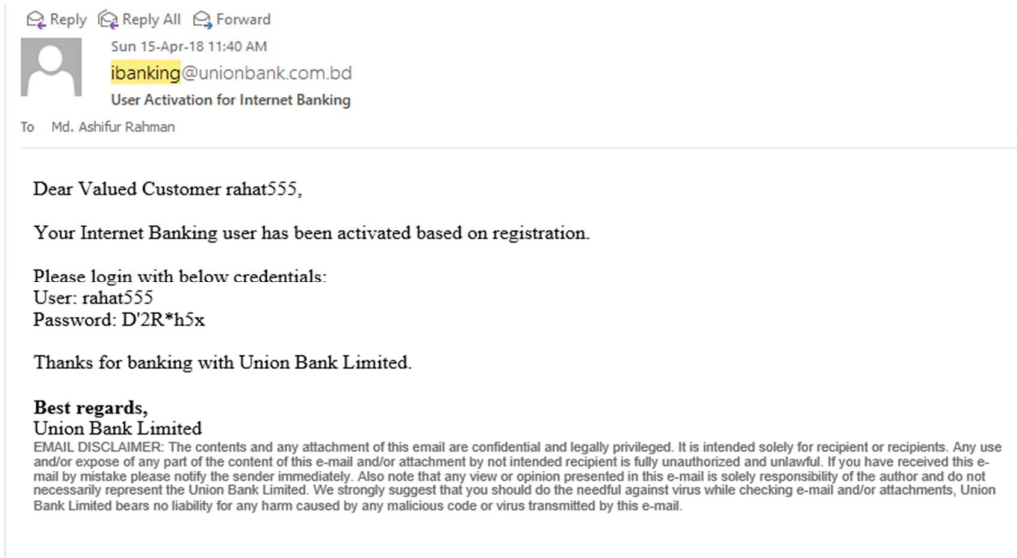 Reply Reply All Forward
Sun 15-Apr-18 11:40 AM
ibanking@unionbank.com.bd
User Activation for Internet Banking
To Md. Ashifur Rahman
Dear Valued Customer rahat555,
Your Internet Banking user has been activated based on registration.
Please login with below credentials:
User: rahat555
Password: D'2R*h5x
Thanks for banking with Union Bank Limited.
Best regards,
Union Bank Limited
EMAIL DISCLAIMER: The contents and any attachment of this email are confidential and legally privileged. It is intended solely for recipient or recipients. Any use
and/or expose of any part of the content of this e-mail and/or attachment by not intended recipient is fully unauthorized and unlawful. If you have received this e-
mail by mistake please notify the sender immediately. Also note that any view or opinion presented in this e-mail is solely responsibility of the author and do not
necessarily represent the Union Bank Limited. We strongly suggest that you should do the needful against virus while checking e-mail and/or attachments, Union
Bank Limited bears no liability for any harm caused by any malicious code or virus transmitted by this e-mail.